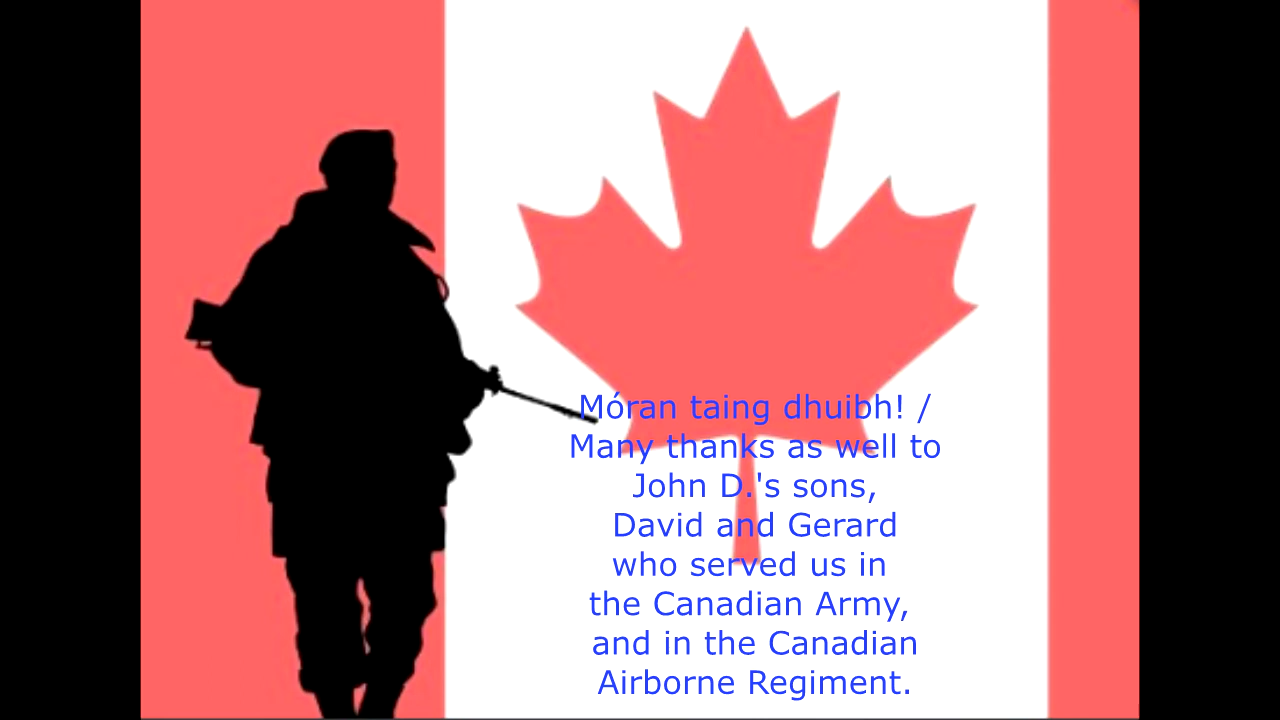 Móran taing dhuibh! /
Many thanks as well to
John D.'s sons,
David and Gerard
who served us in
the Canadian Army,
and in the Canadian
Airborne Regiment.